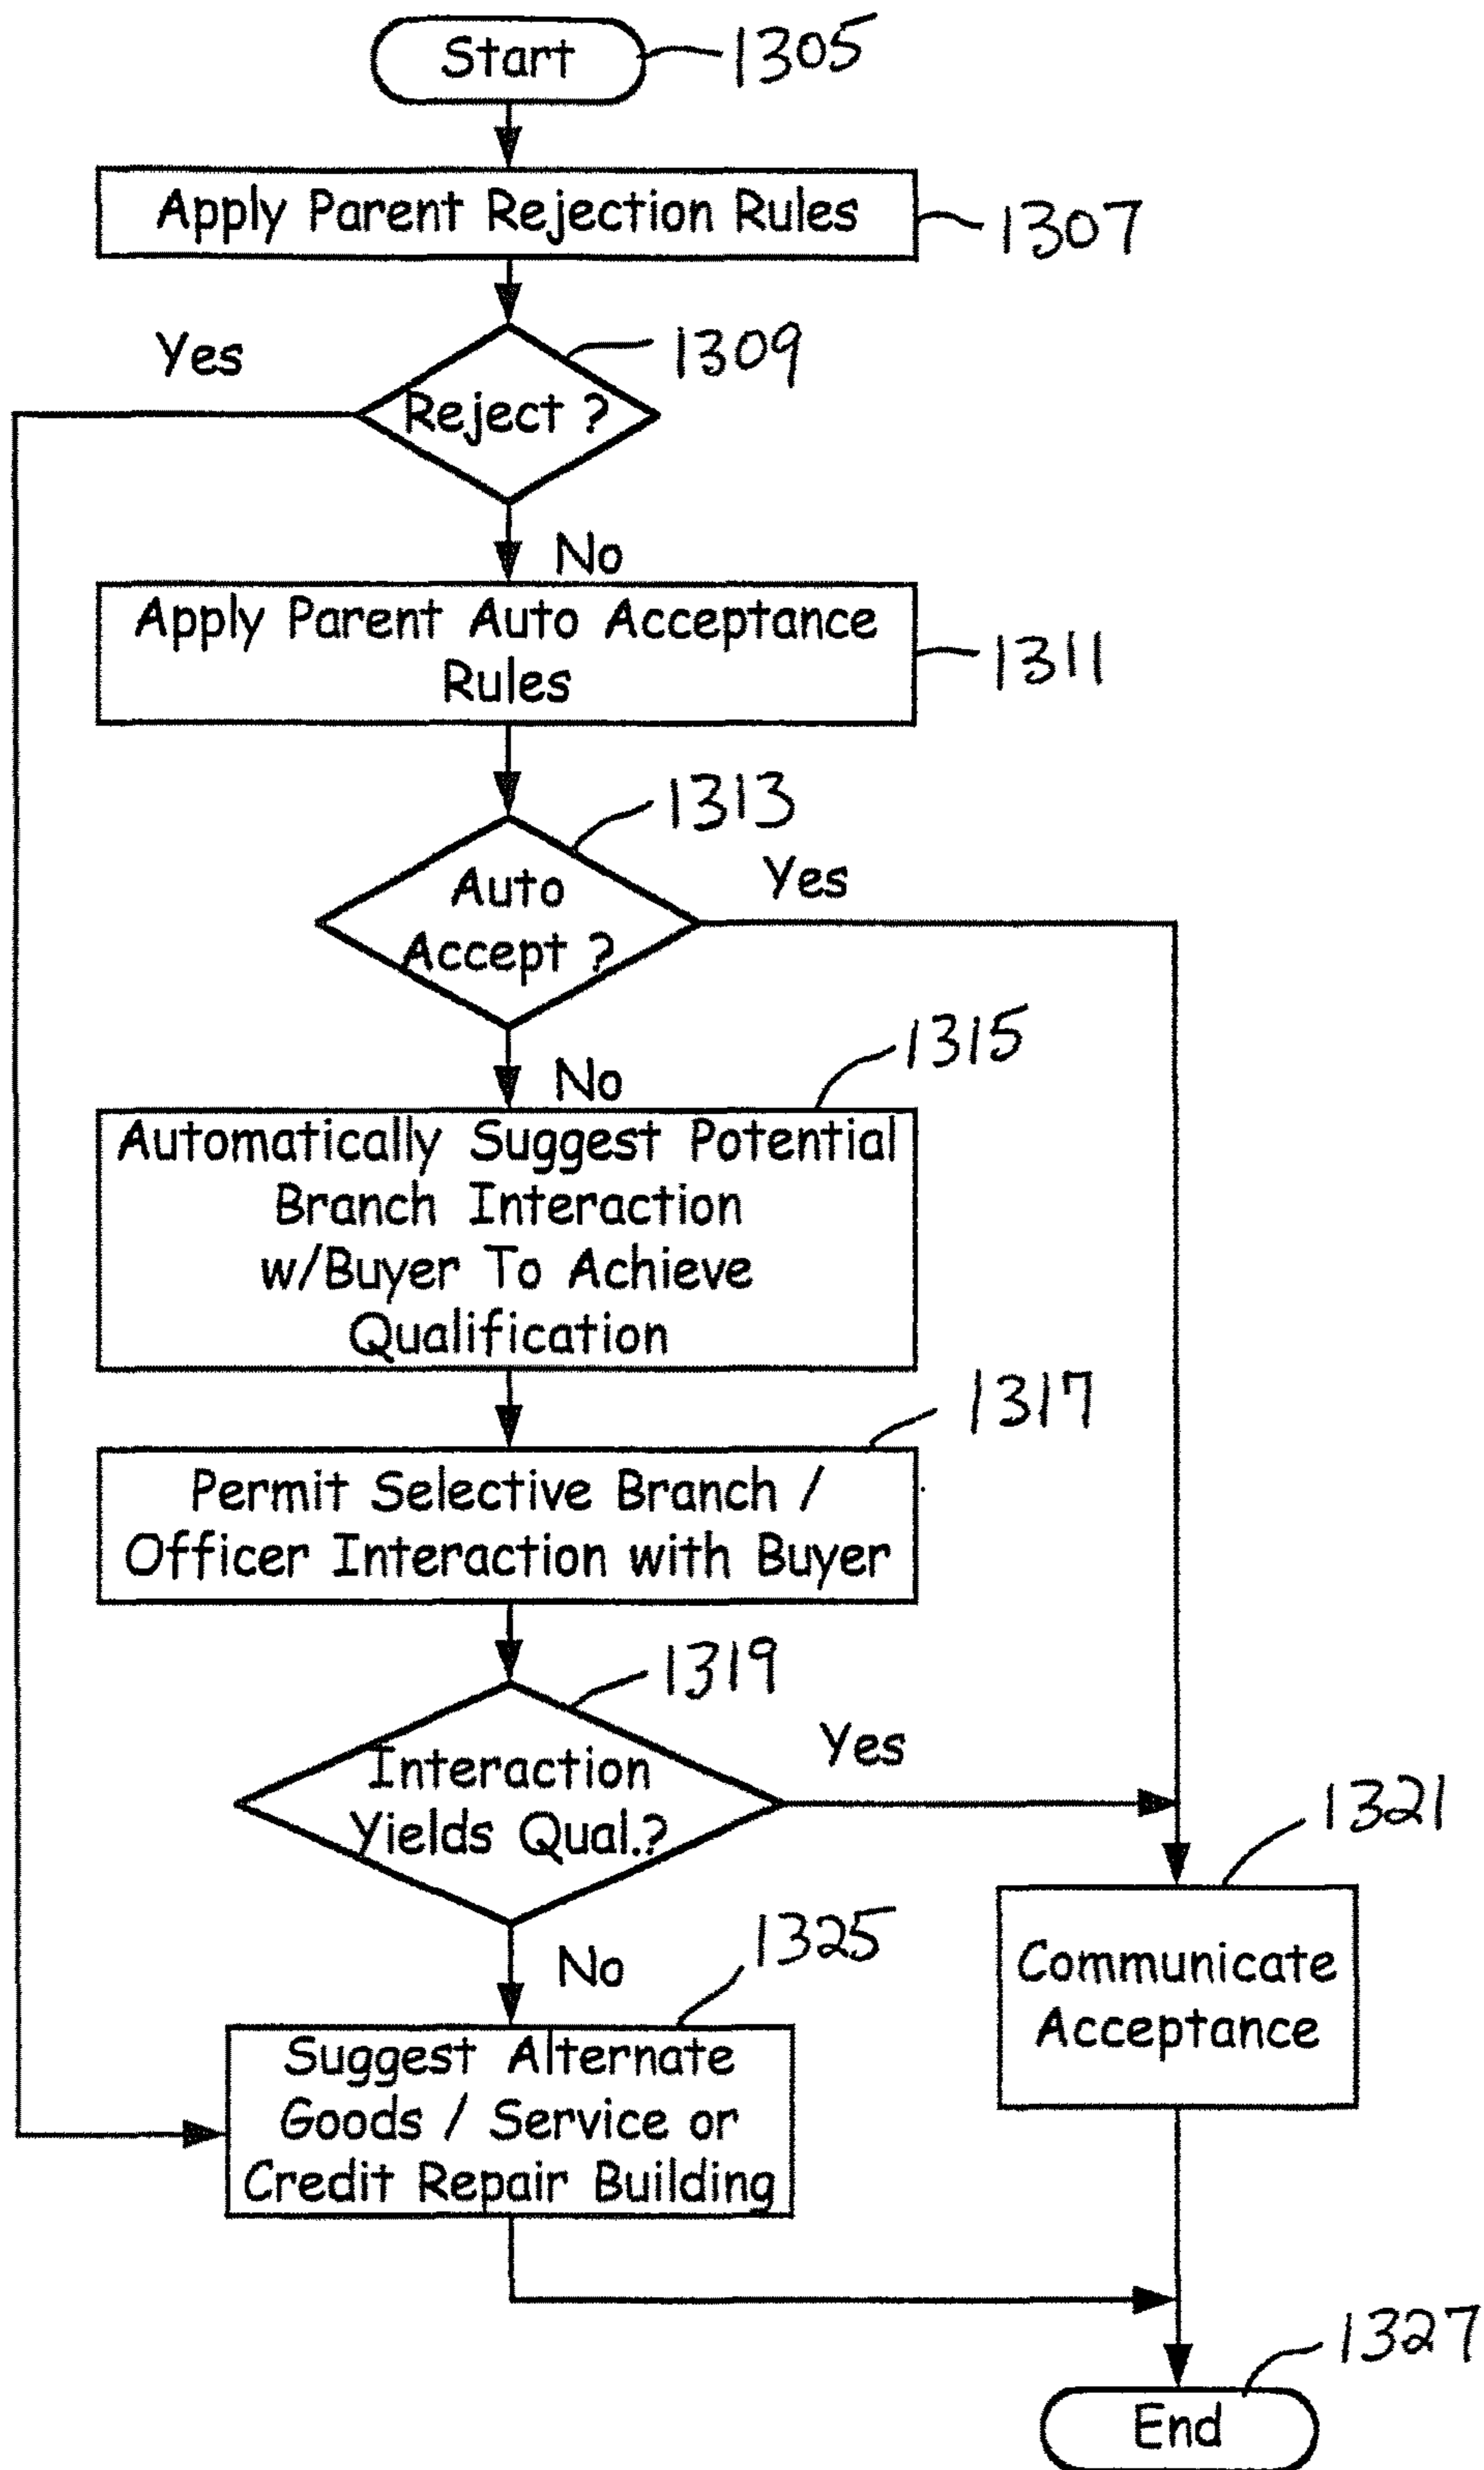 Start
1305
Apply Parent Rejection Rules
1307
Yes
1309
Reject ?
No
Apply Parent Auto Acceptance
Rules
1311
1313
Auto
Accept ?
Yes
No
1315
Automatically Suggest Potential
Branch Interaction
w/Buyer To Achieve
Qualification
1317
Permit Selective Branch /
Officer Interaction with Buyer
1319
Interaction
Yields Qual.?
Yes
1321
Communicate
Acceptance
No
1325
Suggest Alternate
Goods / Service or
Credit Repair Building
1327
End